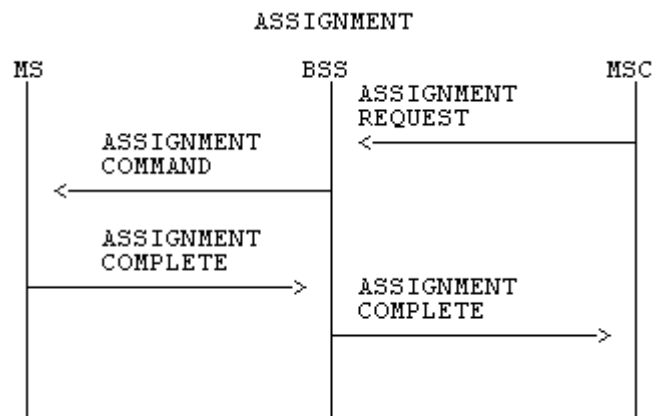 ASSIGNMENT
MS BSS MSC
ASSIGNMENT
REQUEST
ASSIGNMENT
COMMAND
ASSIGNMENT
COMPLETE
ASSIGNMENT
COMPLETE